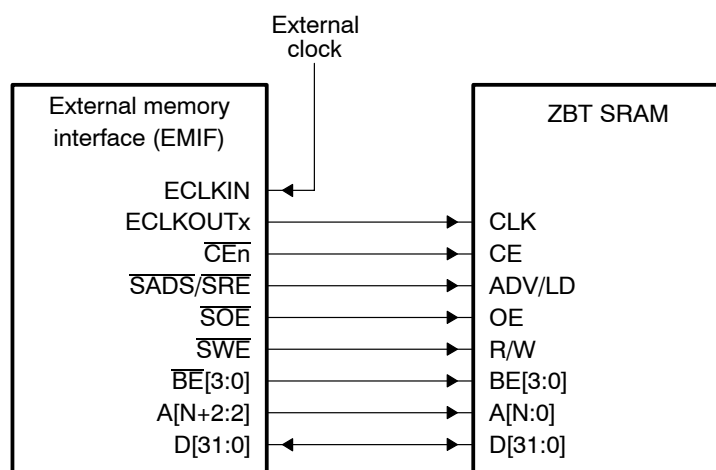 External
clock
External memory
interface (EMIF)
ZBT SRAM
ECLKIN
ECLKOUTx CLK
CEn CE
SADS/SRE ADV/LD
SOE OE
SWE R/W
BE[3:0] BE[3:0]
A[N+2:2] A[N:0]
D[31:0] D[31:0]